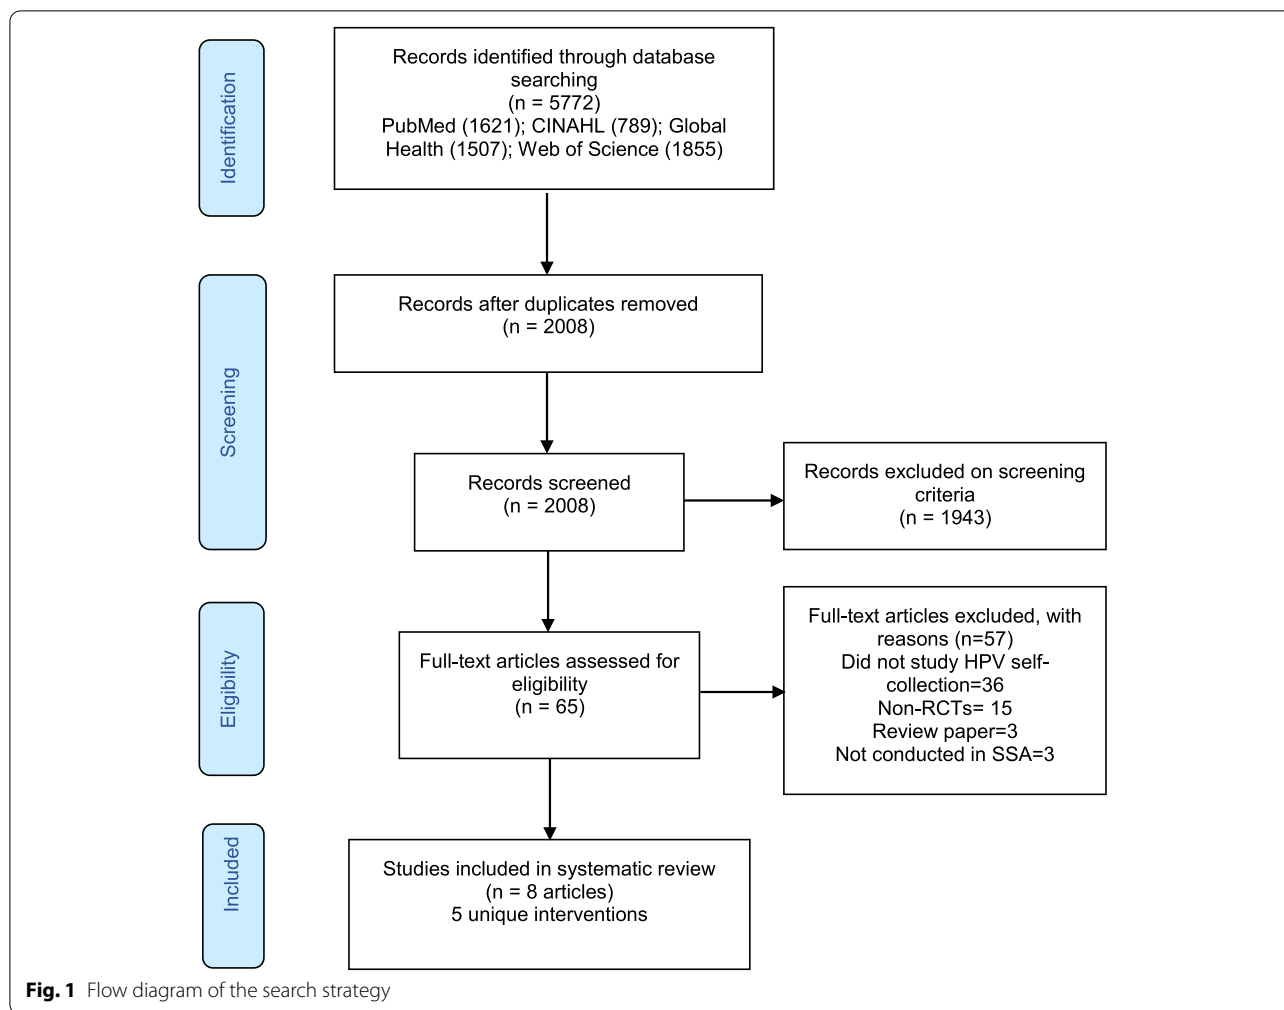 Identification
Records identified through database
searching
(n = 5772)
PubMed (1621); CINAHL (789); Global
Health (1507); Web of Science (1855)
Screening
Records after duplicates removed
(n = 2008)
Records screened
(n = 2008)
Records excluded on screening
criteria
(n = 1943)
Eligibility
Full-text articles assessed for
eligibility
(n = 65)
Full-text articles excluded, with
reasons (n=57)
Did not study HPV self-
collection=36
Non-RCTs= 15
Review paper=3
Not conducted in SSA=3
Included
Studies included in systematic review
(n = 8 articles)
5 unique interventions
Fig. 1 Flow diagram of the search strategy